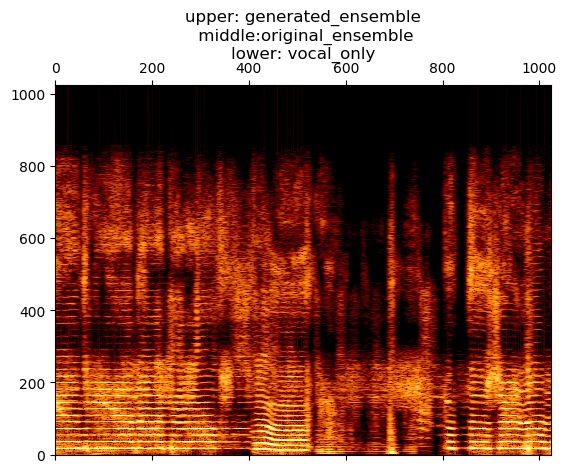 upper: generated_ensemble
middle:original_ensemble
lower: vocal_only
0 200 400 600 800 1000
1000
800
600
400
200
0